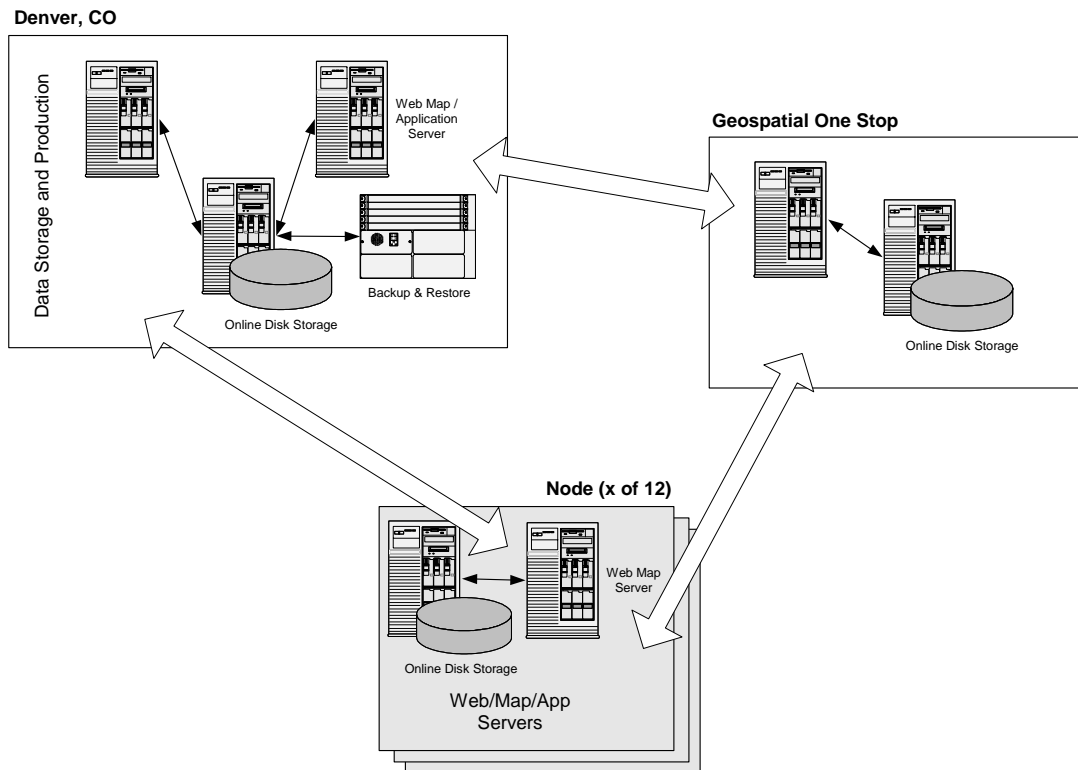 Denver, CO
Data Storage and Production
Web Map /
Application
Server
Backup & Restore
Online Disk Storage
Geospatial One Stop
Online Disk Storage
Node (x of 12)
Web Map
Server
Online Disk Storage
Web/Map/App
Servers